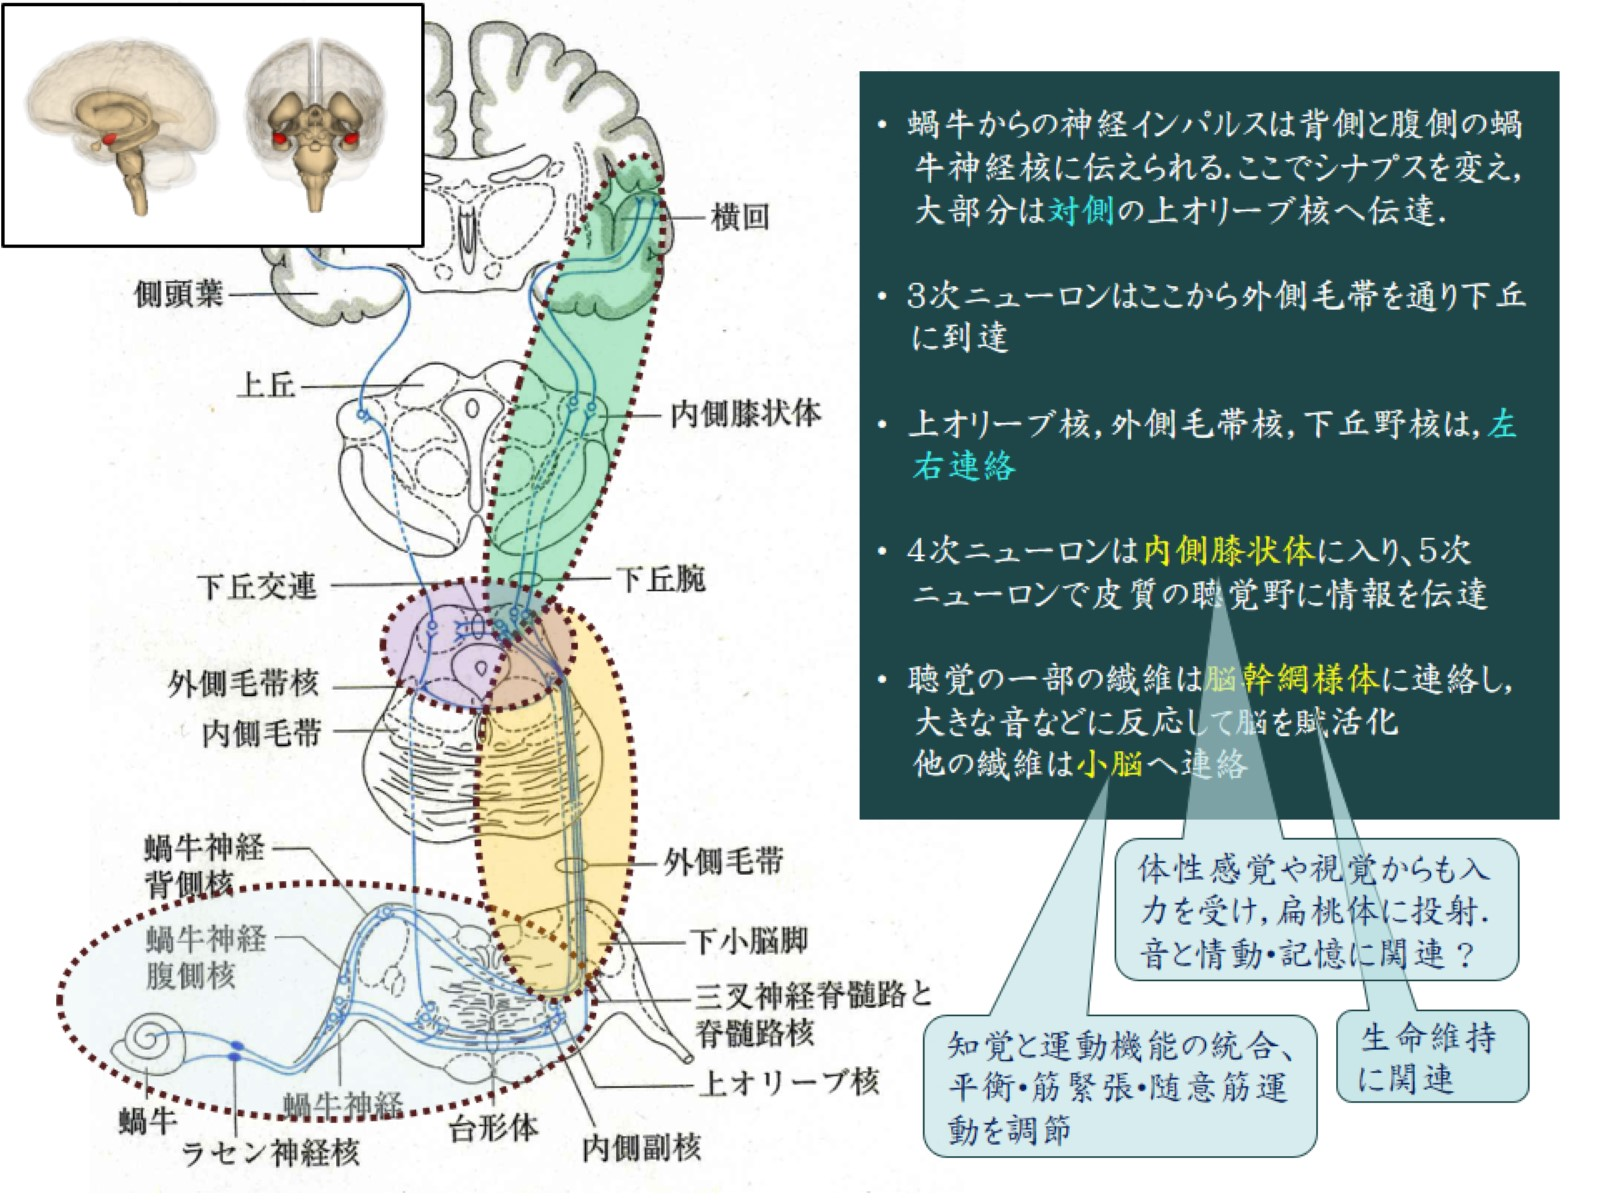 横回
側頭葉
上丘
内側膝状体
下丘交連
下丘腕
外側毛帯核
内側毛帯
蝸牛神経
背側核
外側毛帯
蝸牛神経
腹側核
下小脳脚
三叉神経脊髄路と
脊髄路核
上オリーブ核
蝸牛神経
蝸牛
台形体
内側副核
ラセン神経核
• 蝸牛からの神経インパルスは背側と腹側の蝸
牛神経核に伝えられる.ここでシナプスを変え,
大部分は対側の上オリーブ核へ伝達.
• 3次ニューロンはここから外側毛帯を通り下丘
に到達
• 上オリーブ核,外側毛帯核,下丘野核は,左
右連絡
• 4次ニューロンは内側膝状体に入り、5次
ニューロンで皮質の聴覚野に情報を伝達
• 聴覚の一部の繊維は脳幹網様体に連絡し,
大きな音などに反応して脳を賦活化
他の繊維は小脳へ連絡
体性感覚や視覚からも入
力を受け,扁桃体に投射.
音と情動・記憶に関連？
知覚と運動機能の統合、
平衡・筋緊張・随意筋運
動を調節
生命維持
に関連